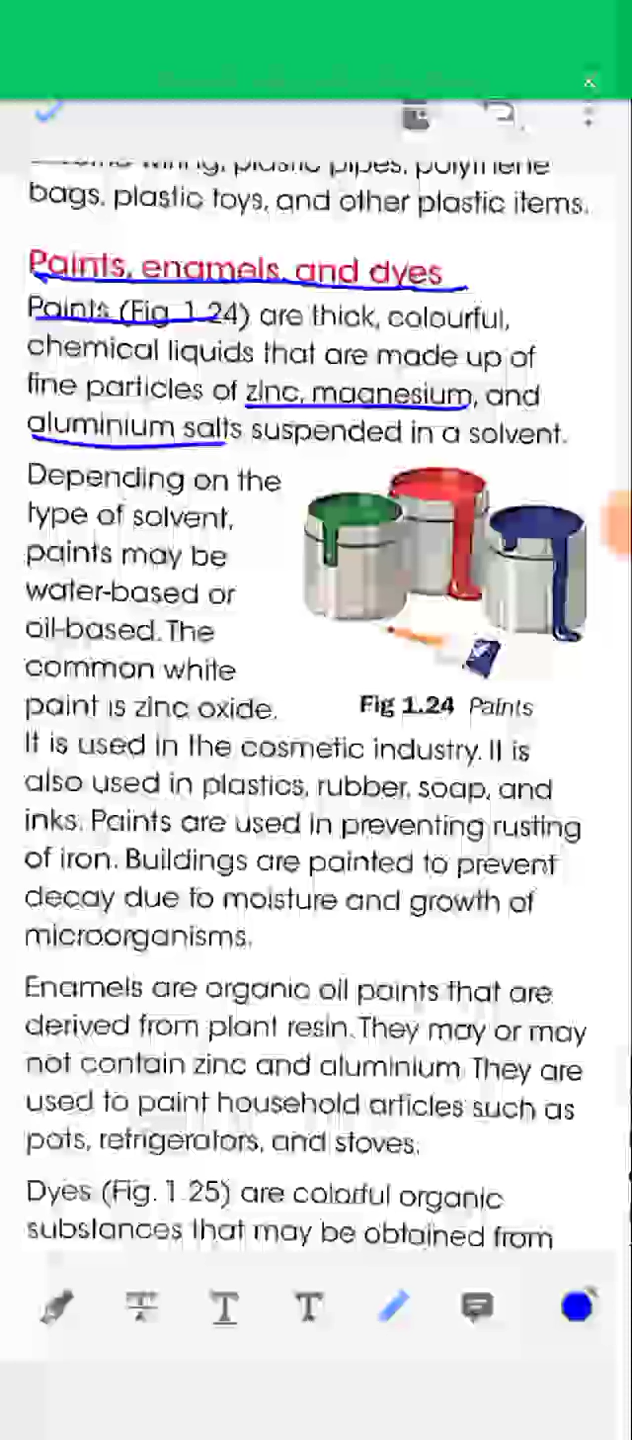 plastic pipes, polythene
bags, plastic toys, and other plastic items.
Paints, enamels, and dyes
Paints (Fig 1.24) are thick, colourful,
chemical liquids that are made up of
fine particles of zinc, magnesium, and
aluminium salts suspended in a solvent.
Depending on the
type of solvent,
paints may be
water-based or
oil-based. The
common white
paint is zinc oxide.
Fig 1.24 Paints
It is used in the cosmetic industry. It is
also used in plastics, rubber, soap, and
inks. Paints are used in preventing rusting
of iron. Buildings are painted to prevent
decay due to moisture and growth of
microorganisms.
Enamels are organic oil paints that are
derived from plant resin. They may or may
not contain zinc and aluminium They are
used to paint household articles such as
pots, refrigerators, and stoves.
Dyes (Fig. 1.25) are colorful organic
substances that may be obtained from